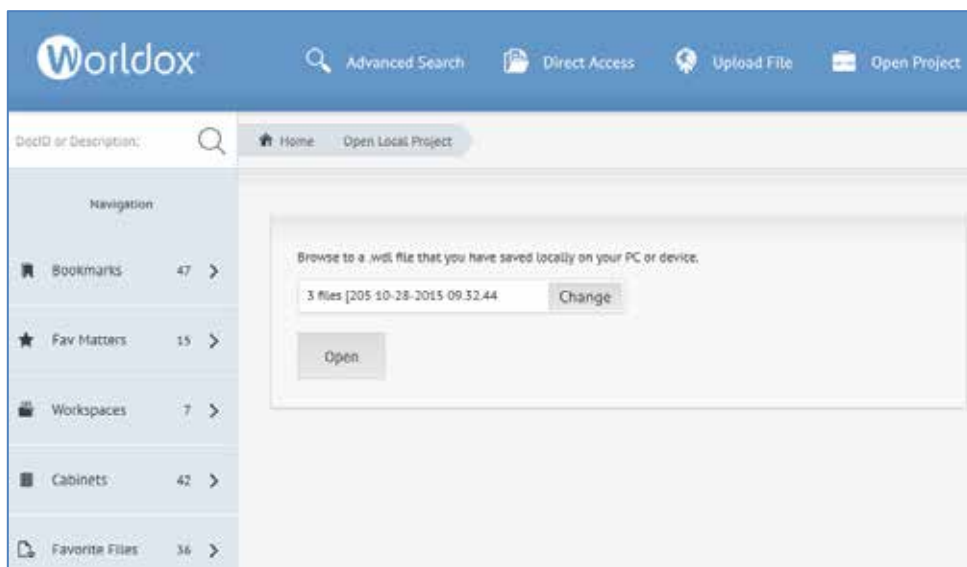 Worldox
Advanced Search Direct Access Upload File Open Project
DocID or Description:
Home Open Local Project
Navigation
Bookmarks 47
Fav Matters 15
Workspaces 7
Cabinets 42
Favorite Files 36
Browse to a .wdl file that you have saved locally on your PC or device.
3 files [205 10-28-2015 09.32.44 Change
Open